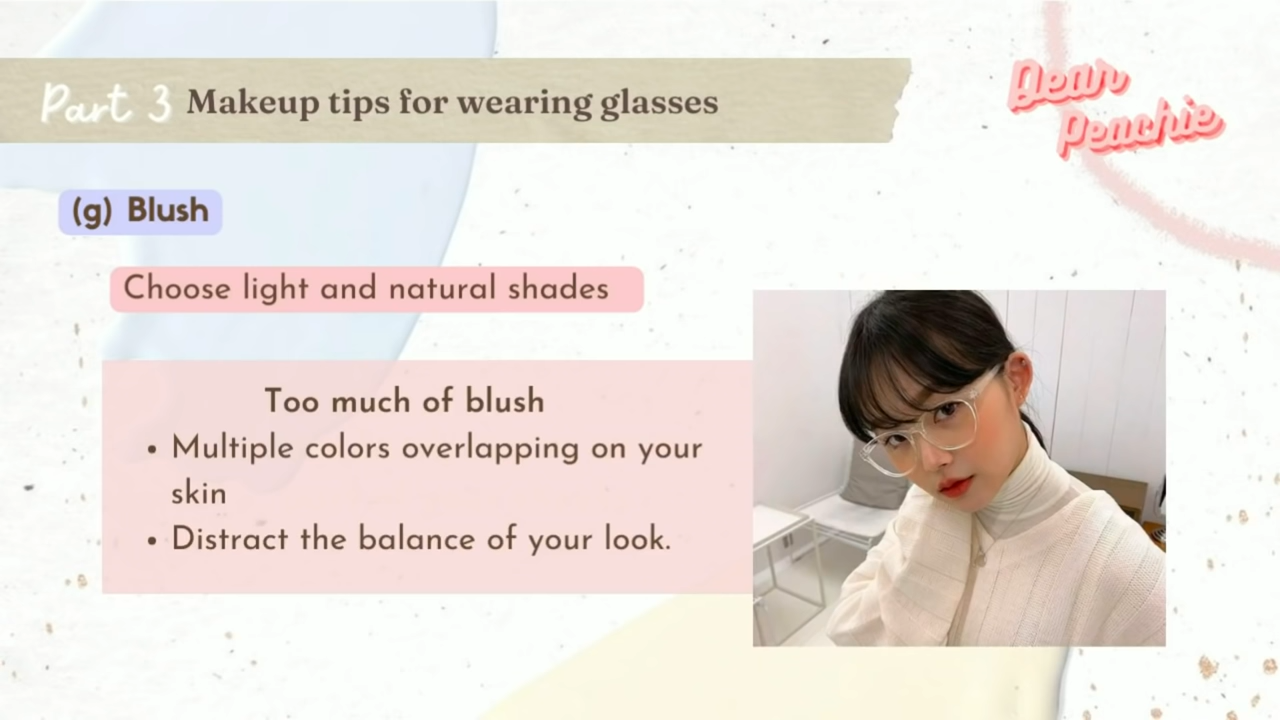 Part 3 Makeup tips for wearing glasses
Dear
Peachie
(g) Blush
Choose light and natural shades
Too much of blush
• Multiple colors overlapping on your
skin
• Distract the balance of your look.